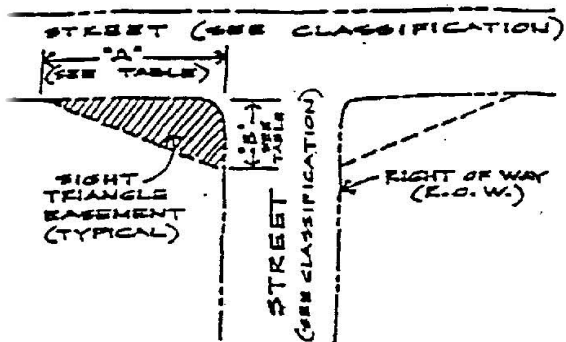 STREET (SEE CLASSIFICATION)
"A"
(SEE TABLE)
"B"
SEE
TABLE
SIGHT
TRIANGLE
EASEMENT
(TYPICAL)
STREET
(SEE CLASSIFICATION)
RIGHT OF WAY
(R.O.W.)